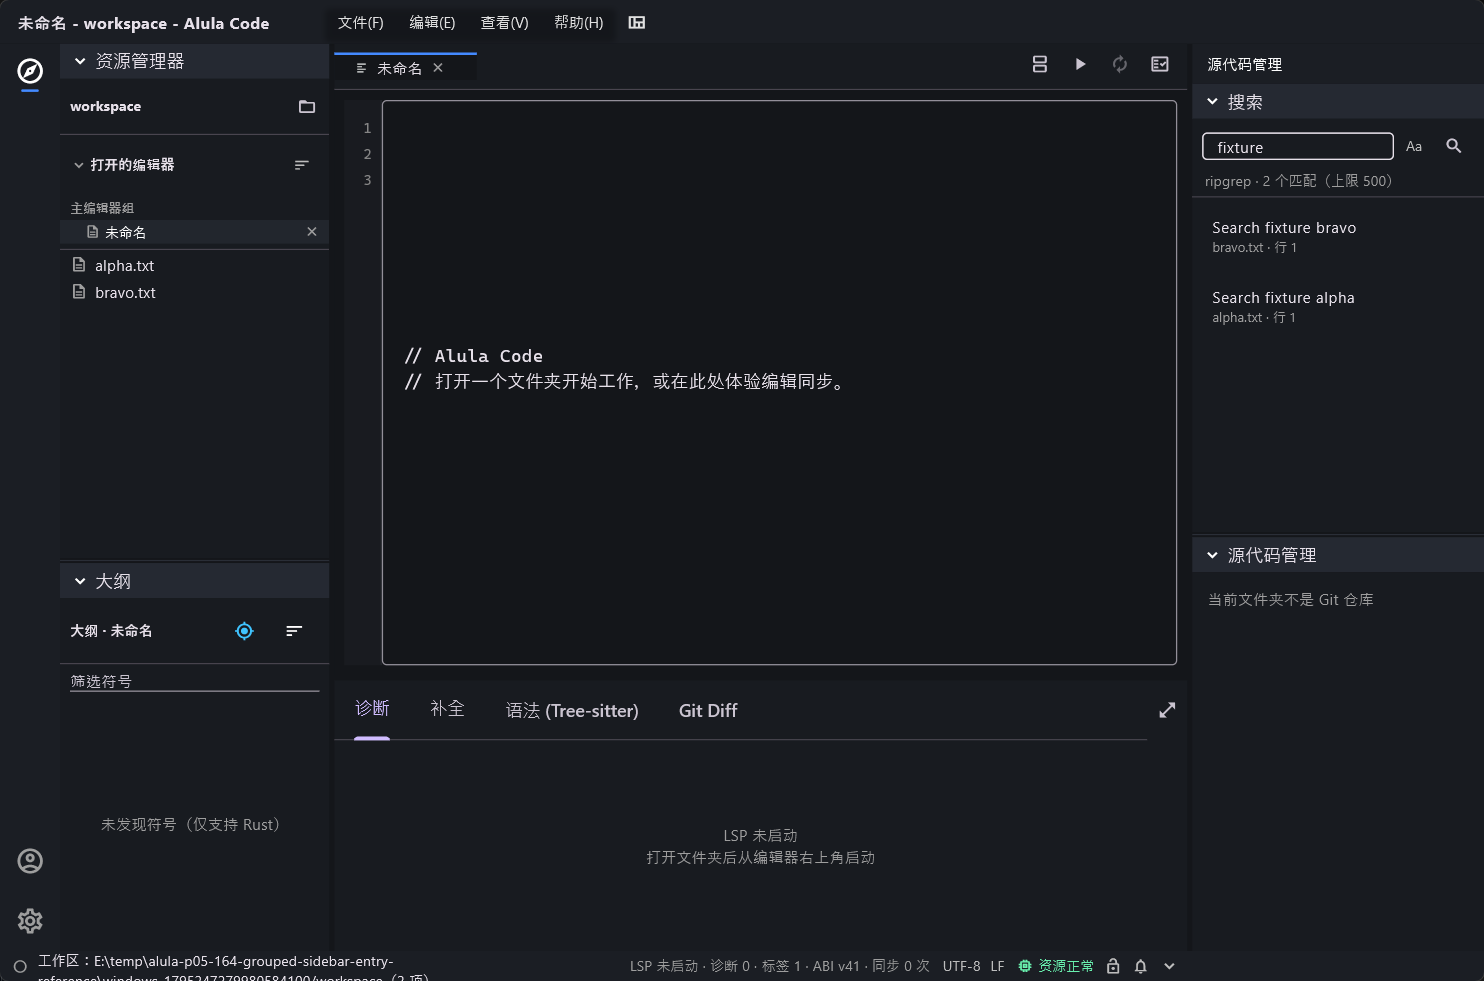 未命名 - workspace - Alula Code
文件(F) 编辑(E) 查看(V) 帮助(H)
资源管理器
workspace
打开的编辑器
主编辑器组
未命名
alpha.txt
bravo.txt
大纲
大纲 · 未命名
筛选符号
未发现符号（仅支持 Rust）
未命名
1
2
3
// Alula Code
// 打开一个文件夹开始工作，或在此处体验编辑同步。
诊断 补全 语法 (Tree-sitter) Git Diff
LSP 未启动
打开文件夹后从编辑器右上角启动
源代码管理
搜索
fixture Aa
ripgrep · 2 个匹配（上限 500）
Search fixture bravo
bravo.txt · 行 1
Search fixture alpha
alpha.txt · 行 1
源代码管理
当前文件夹不是 Git 仓库
工作区：E:\temp\alula-p05-164-grouped-sidebar-entry-
reference\windows-1795247279980584100/workspace（2 项）
LSP 未启动 · 诊断 0 · 标签 1 · ABI v41 · 同步 0 次 UTF-8 LF 资源正常